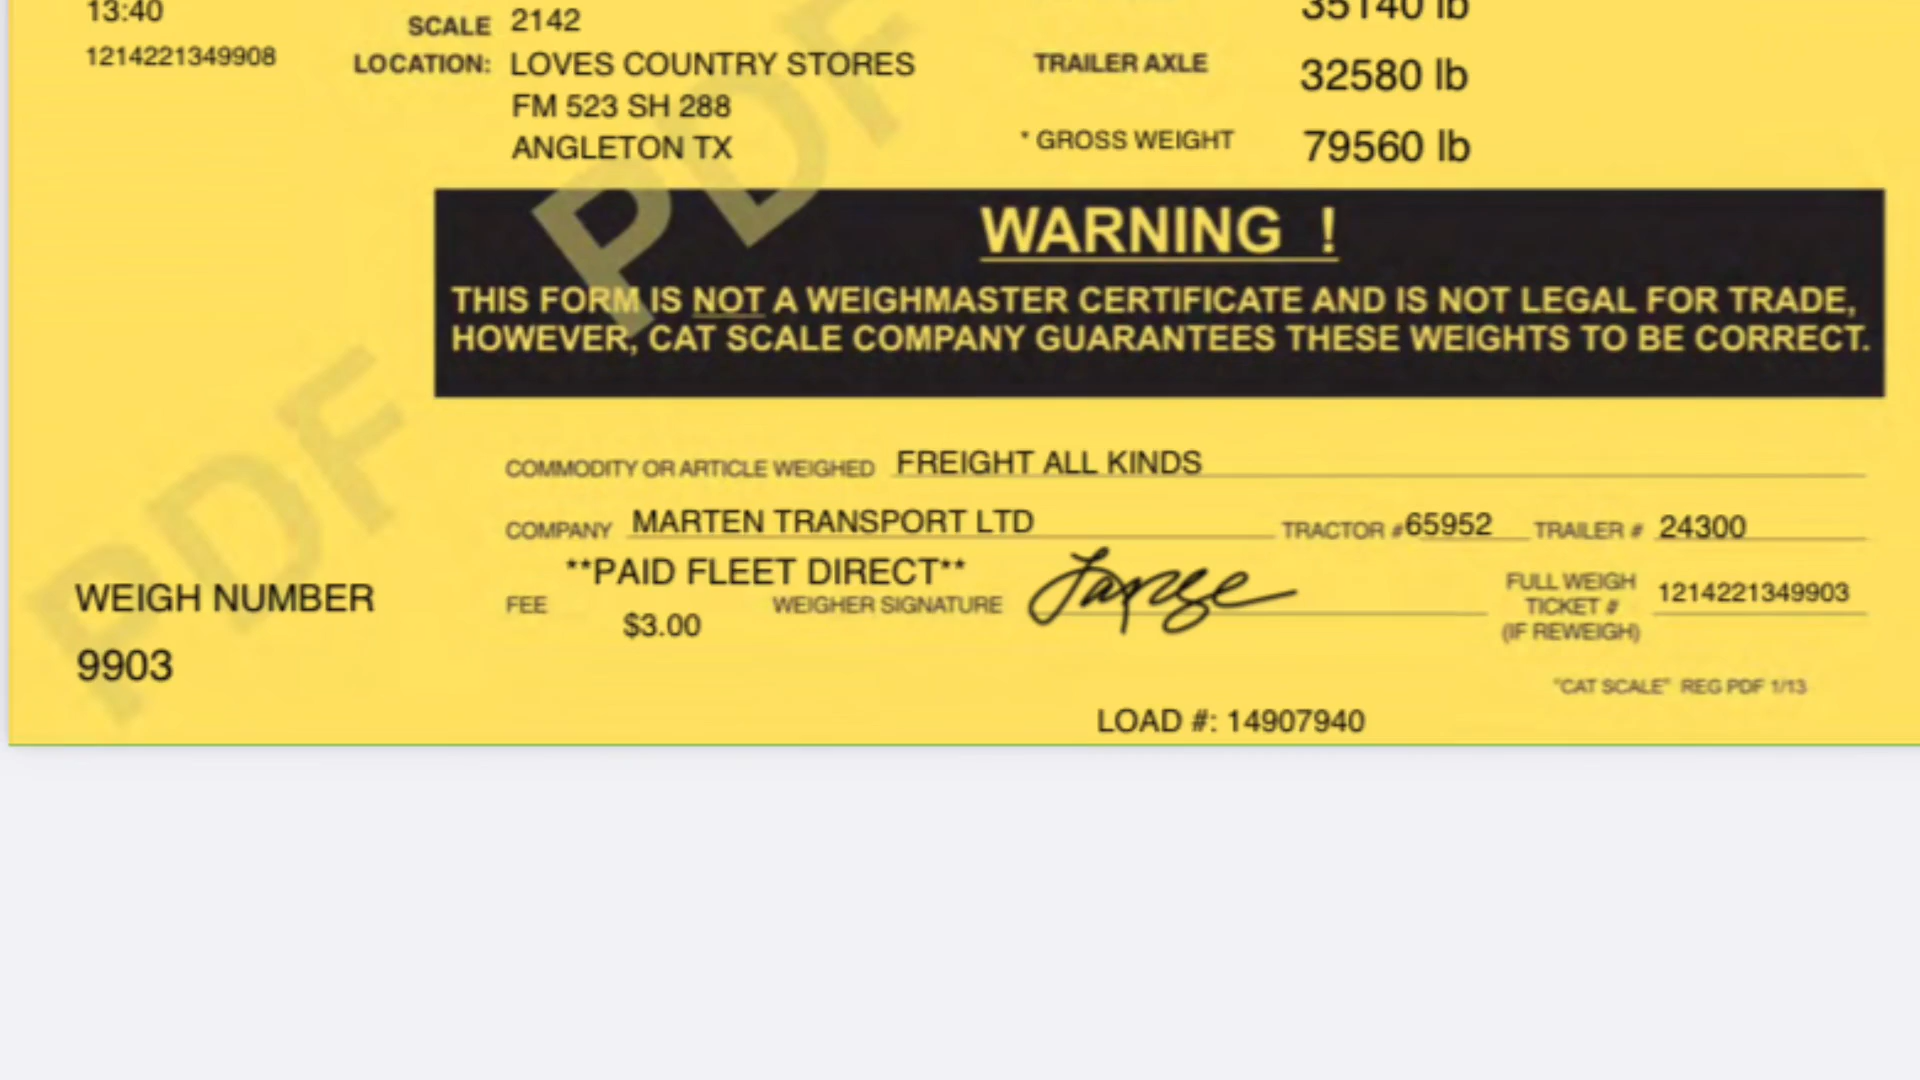 13:40
1214221349908
SCALE 2142
LOCATION: LOVES COUNTRY STORES
FM 523 SH 288
ANGLETON TX
35140 lb
TRAILER AXLE 32580 lb
* GROSS WEIGHT 79560 lb
PDF
WARNING !
THIS FORM IS NOT A WEIGHMASTER CERTIFICATE AND IS NOT LEGAL FOR TRADE,
HOWEVER, CAT SCALE COMPANY GUARANTEES THESE WEIGHTS TO BE CORRECT.
PDF
COMMODITY OR ARTICLE WEIGHED FREIGHT ALL KINDS
COMPANY MARTEN TRANSPORT LTD TRACTOR # 65952 TRAILER # 24300
**PAID FLEET DIRECT**
FEE $3.00
WEIGHER SIGNATURE
FULL WEIGH
TICKET #
(IF REWEIGH)
1214221349903
WEIGH NUMBER
9903
"CAT SCALE" REG PDF 1/13
LOAD #: 14907940